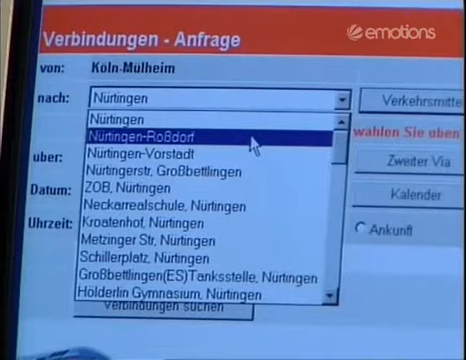 emotions
Verbindungen - Anfrage
von: Köln-Mülheim
nach: Nürtingen
Verkehrsmitte
Nürtingen
Nürtingen-Roßdorf
wahlen Sie oben
Nürtingen-Vorstadt
uber:
Zweiter Via
Nürtingerstr, Großbettlingen
Datum:
ZOB, Nürtingen
Kalender
Neckarrealschule, Nürtingen
Uhrzeit:
Kroatenhof, Nürtingen
Ankunft
Metzinger Str, Nürtingen
Schillerplatz, Nürtingen
Großbettlingen(ES)Tanksstelle, Nürtingen
Hölderlin Gymnasium, Nürtingen
Verbindungen suchen